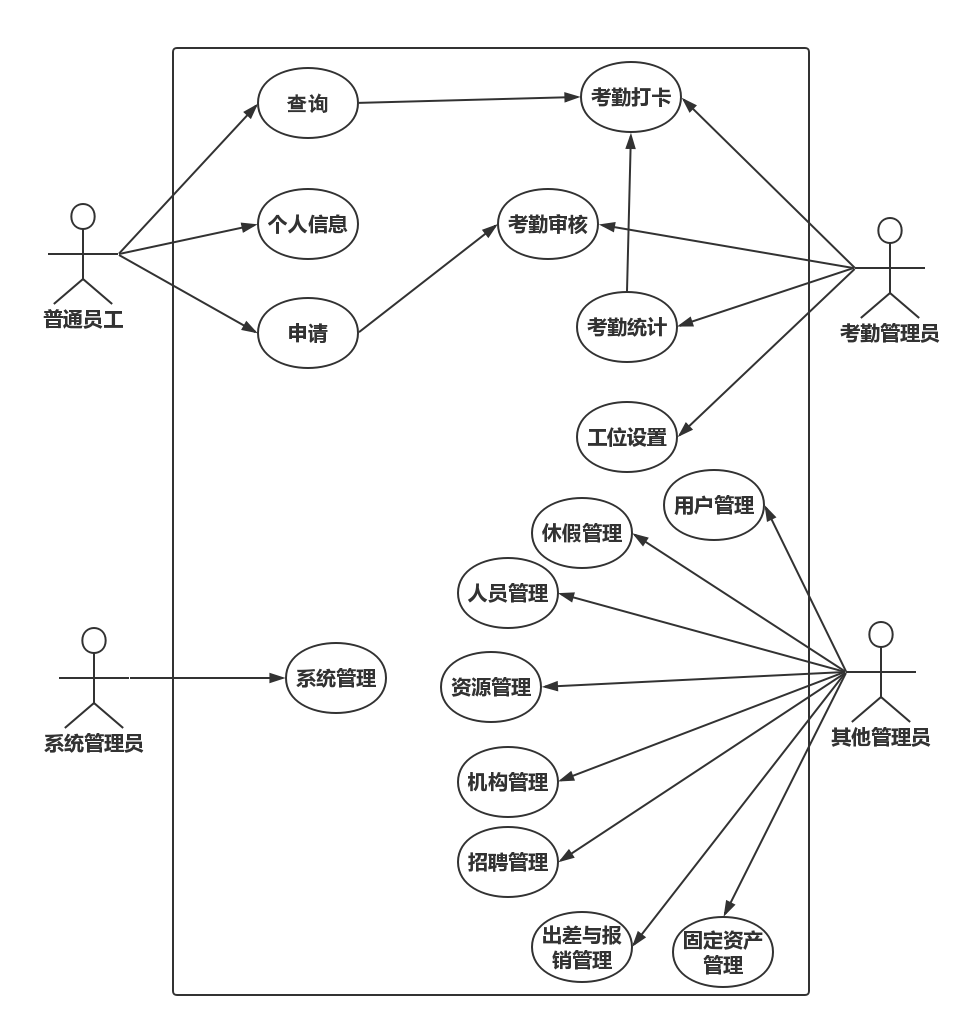 查询
考勤打卡
个人信息
考勤审核
普通员工
申请
考勤统计
考勤管理员
工位设置
用户管理
休假管理
人员管理
系统管理
资源管理
系统管理员
其他管理员
机构管理
招聘管理
出差与报
销管理
固定资产
管理